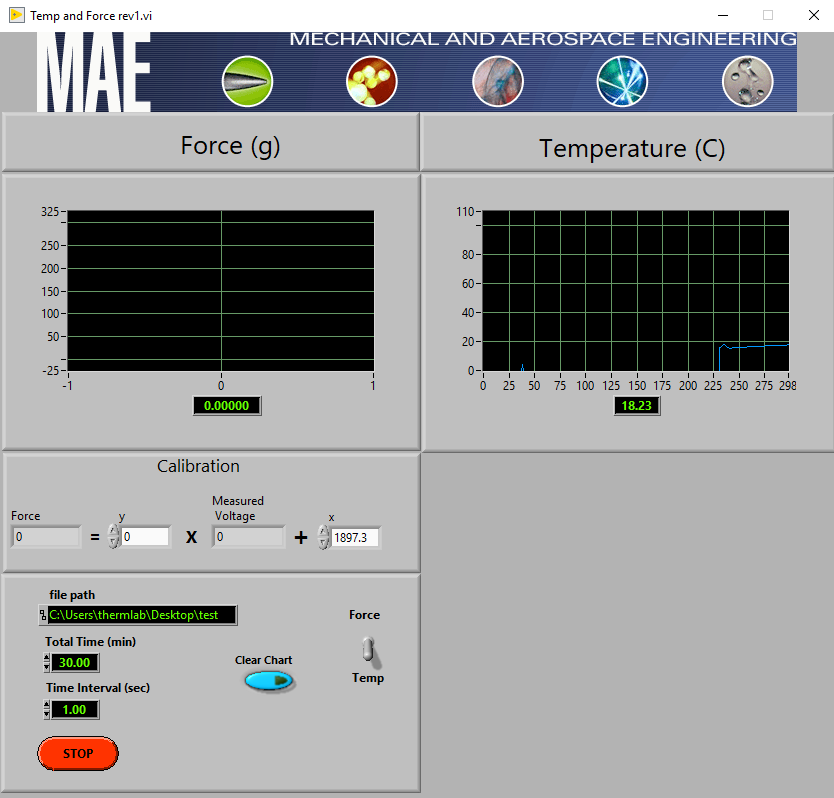 Temp and Force rev1.vi
MAE
MECHANICAL AND AEROSPACE ENGINEERING
Force (g)
Temperature (C)
325
250
200
150
100
50
-25
-1 0 1
0.00000
110
80
60
40
20
0
0 25 50 75 100 125 150 175 200 225 250 275 298
18.23
Calibration
Force
y
Measured
Voltage
x
0 = 0 X 0 + 1897.3
file path
C:\Users\thermlab\Desktop\test
Total Time (min)
30.00
Time Interval (sec)
1.00
Clear Chart
Force
Temp
STOP